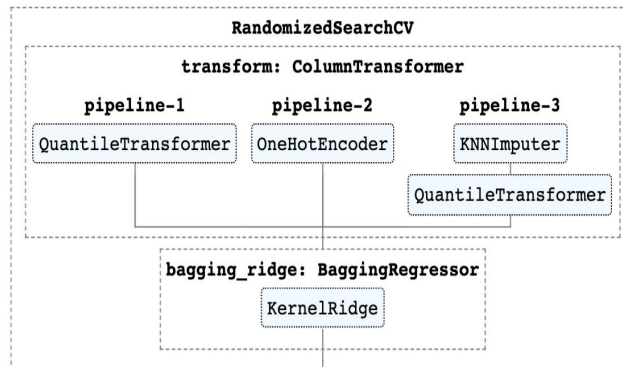 RandomizedSearchCV
transform: ColumnTransformer
pipeline-1 pipeline-2 pipeline-3
QuantileTransformer OneHotEncoder KNNImputer
QuantileTransformer
bagging_ridge: BaggingRegressor
KernelRidge